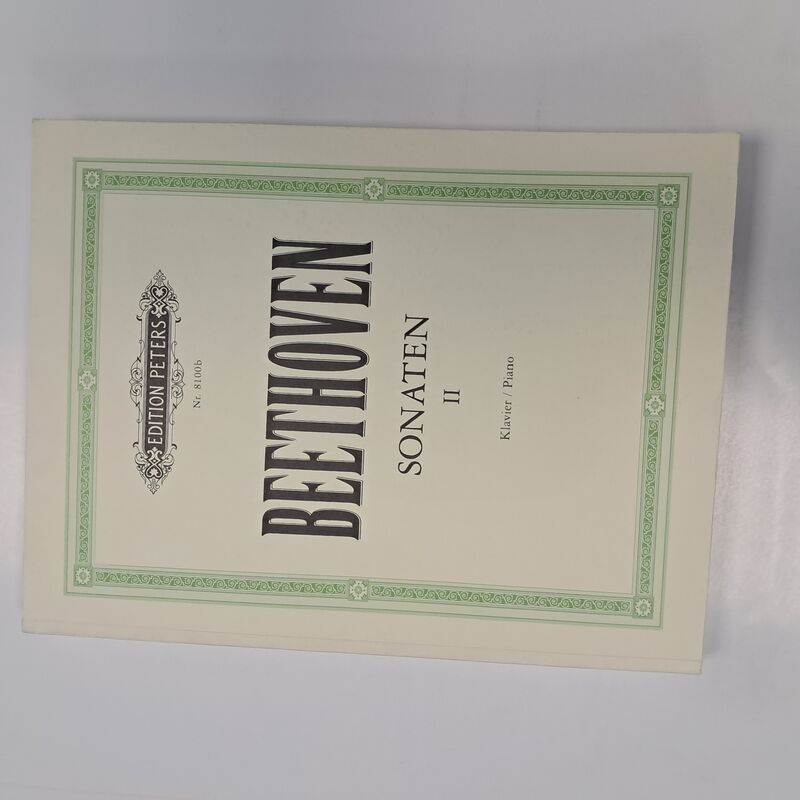 EDITION PETERS
Nr. 8100b
BEETHOVEN
SONATEN
II
Klavier / Piano